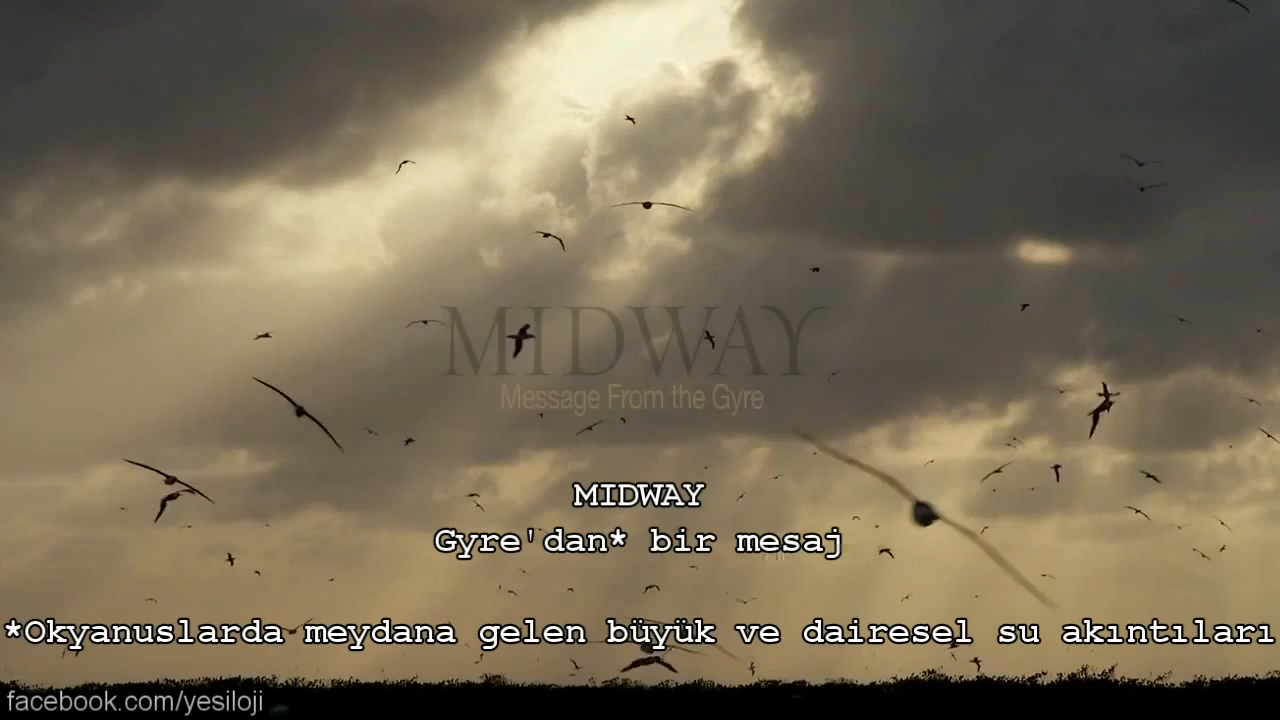 MIDWAY
Message From the Gyre
MIDWAY
Gyre'dan* bir mesaj
*Okyanuslarda meydana gelen büyük ve dairesel su akıntıları
facebook.com/yesiloji